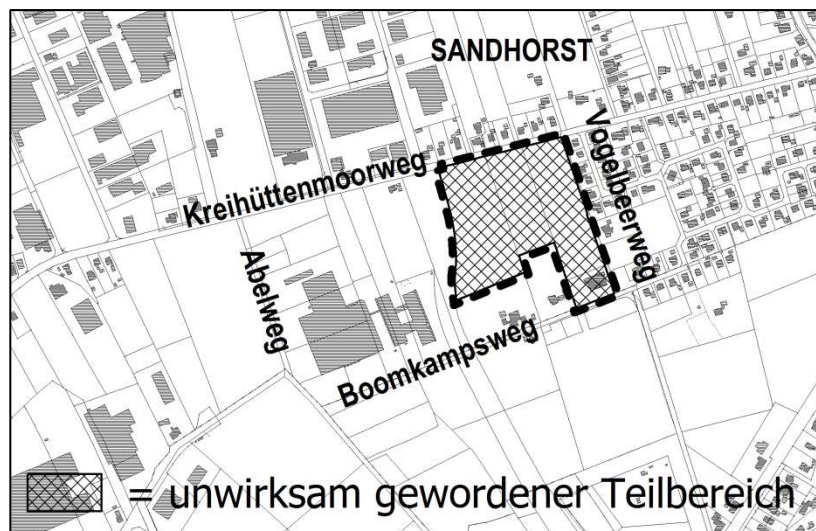 SANDHORST
Vogelbeerweg
Kreihüttenmoorweg
Abelweg
Boomkampsweg
= unwirksam gewordener Teilbereich